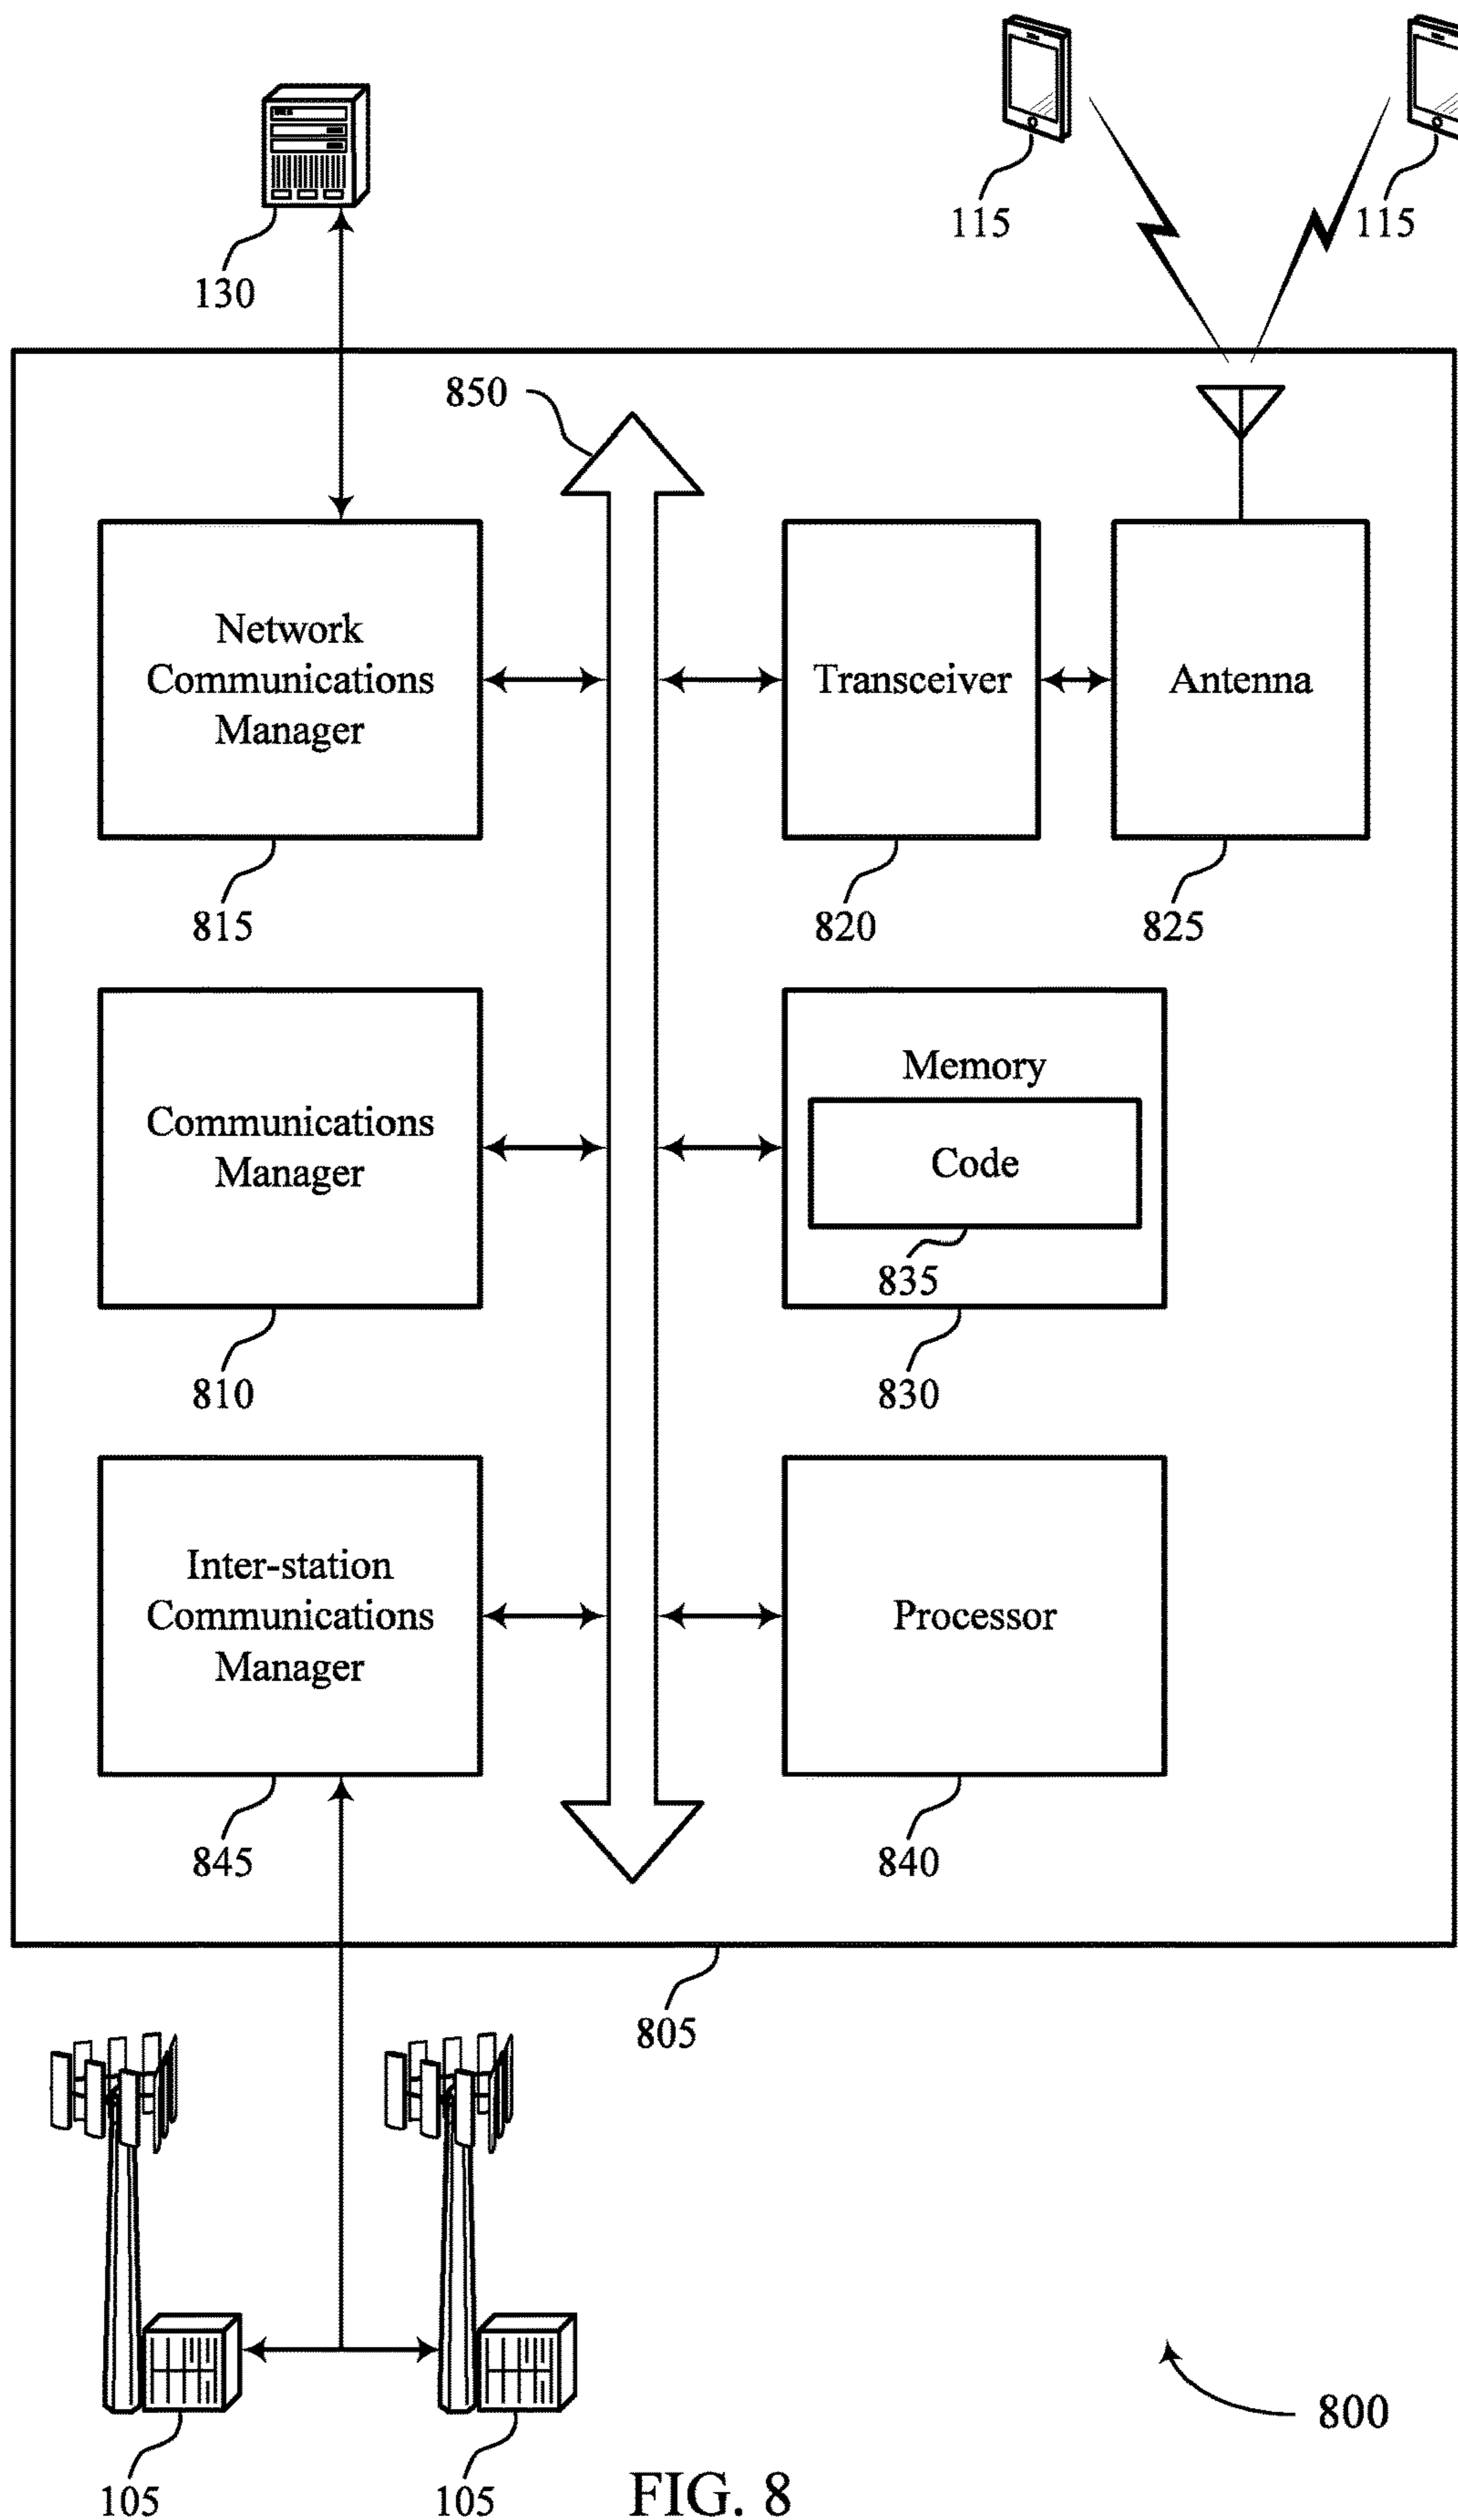 115
115
130
850
Network
Communications
Manager
Transceiver
Antenna
815
820
825
Communications
Manager
Memory
Code
835
810
830
Inter-station
Communications
Manager
Processor
845
840
805
800
105
105
FIG. 8